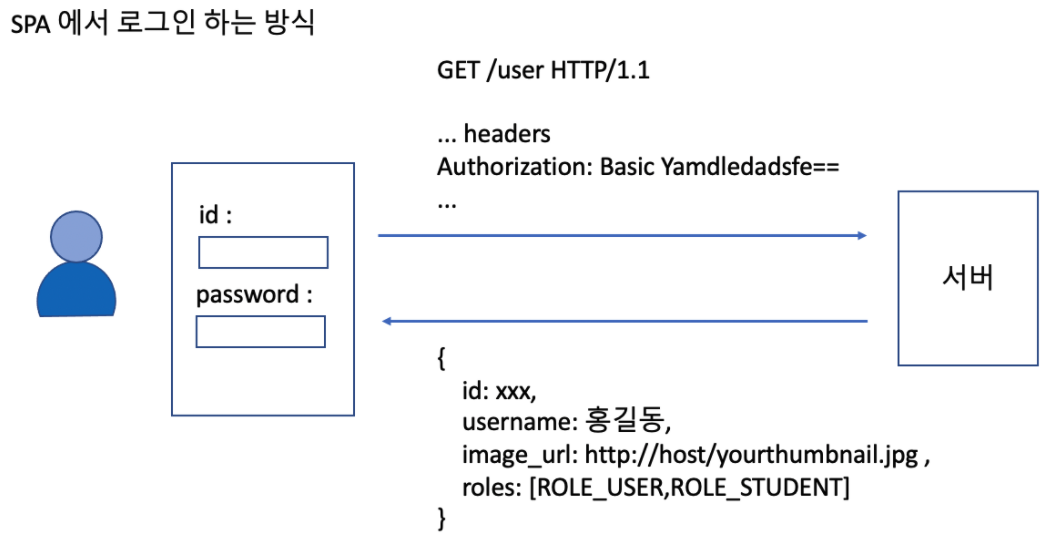 SPA 에서 로그인 하는 방식
GET /user HTTP/1.1
... headers
Authorization: Basic Yamdledadsfe==
...
id :
password :
서버
{
id: xxx,
username: 홍길동,
image_url: http://host/yourthumbnail.jpg ,
roles: [ROLE_USER,ROLE_STUDENT]
}